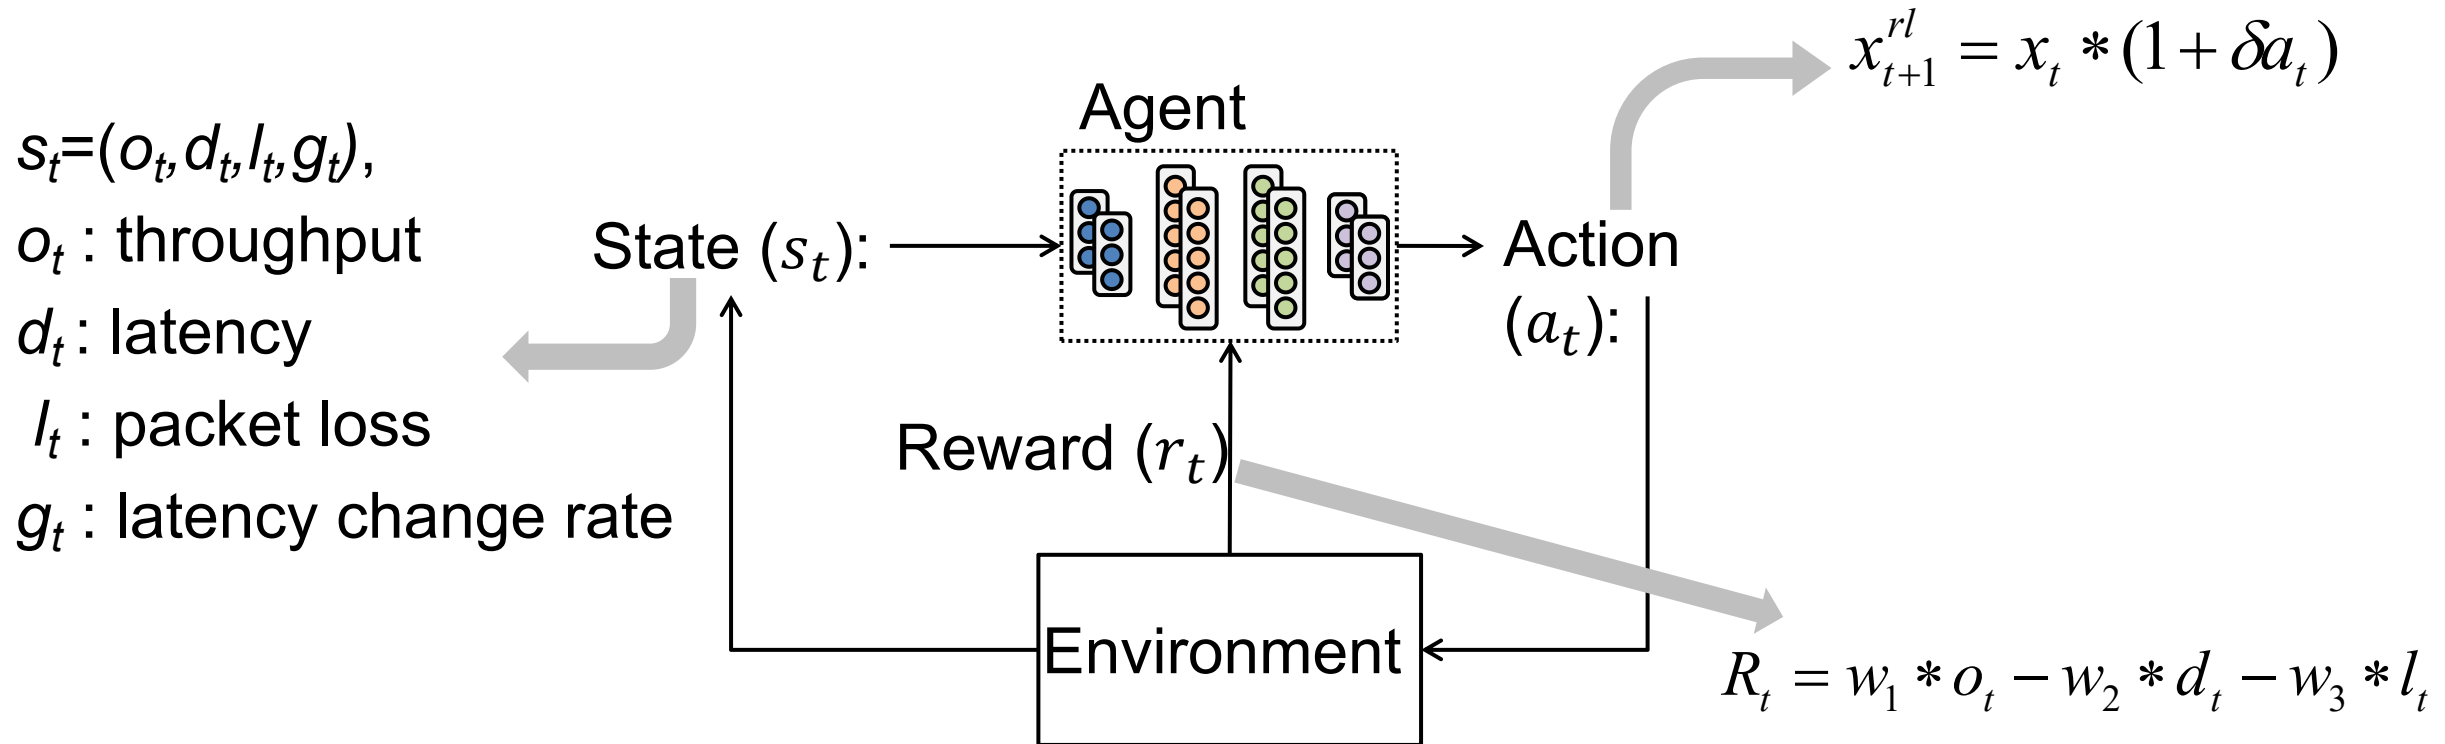 s_t=(o_t,d_t,l_t,g_t),
o_t : throughput
d_t : latency
l_t : packet loss
g_t : latency change rate
State (s_t):
Agent
Action
(a_t):
x_{t+1}^{rl} = x_t * (1 + δa_t)
Reward (r_t)
Environment
R_t = w_1 * o_t − w_2 * d_t − w_3 * l_t